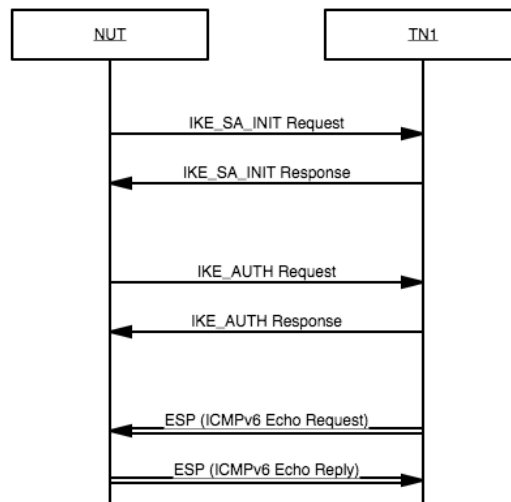 NUT
TN1
IKE_SA_INIT Request
IKE_SA_INIT Response
IKE_AUTH Request
IKE_AUTH Response
ESP (ICMPv6 Echo Request)
ESP (ICMPv6 Echo Reply)